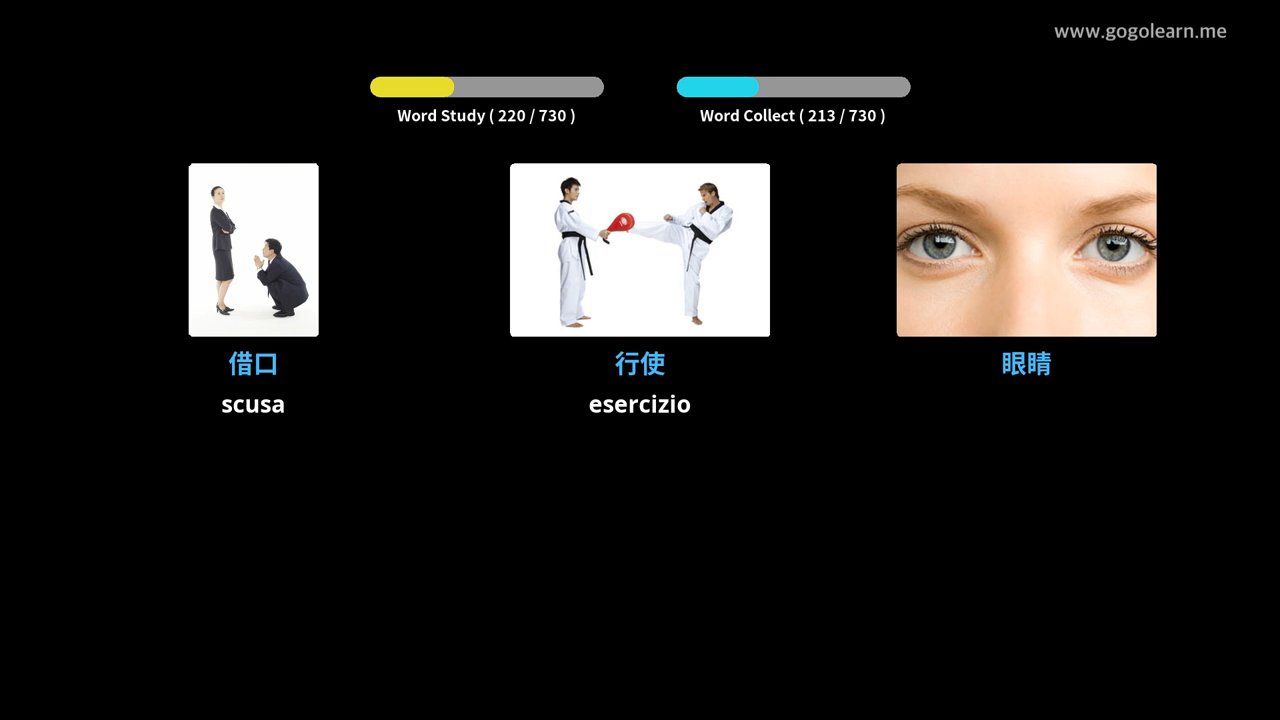 www.gogolearn.me
Word Study ( 220 / 730 )
Word Collect ( 213 / 730 )
借口
行使
眼睛
scusa
esercizio